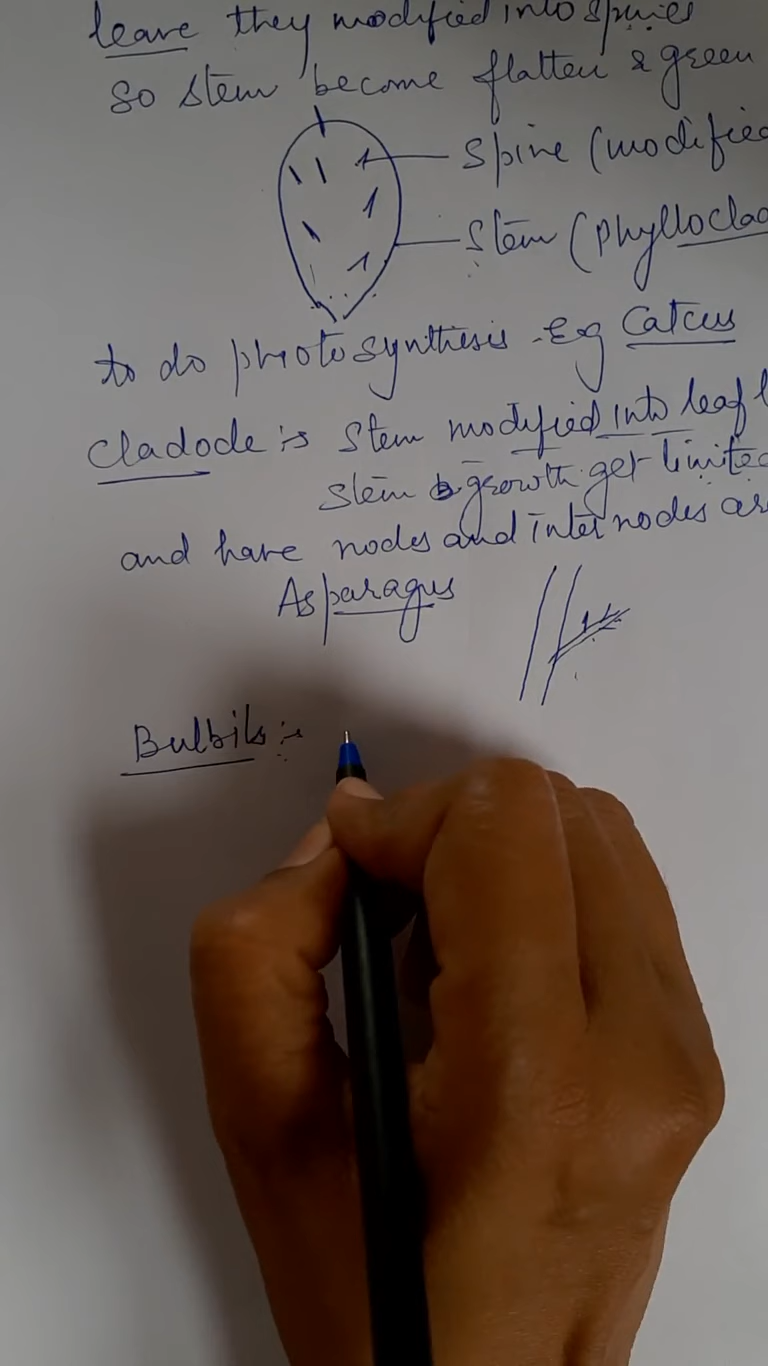 leave they modified into spines
so stem become flatten & green
Spine (modified
Stem (phylloclad
to do photosynthesis - Eg Catcus
Cladode is stem modified into leaf l
stem growth get limited
and have nodes and internodes are
Asparagus
Bulbils :-